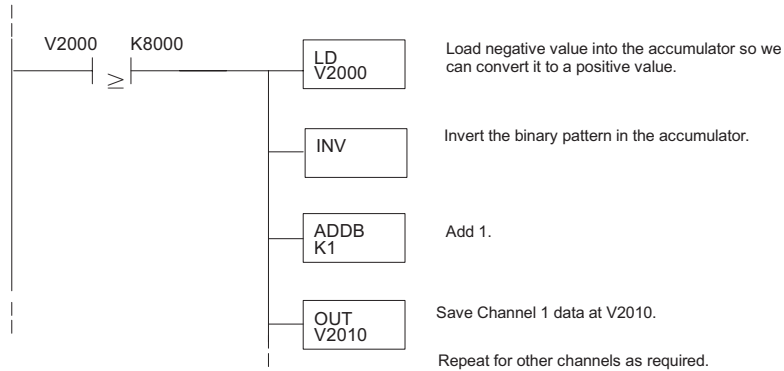 V2000 K8000
≥
LD
V2000
Load negative value into the accumulator so we
can convert it to a positive value.
INV
Invert the binary pattern in the accumulator.
ADDB
K1
Add 1.
OUT
V2010
Save Channel 1 data at V2010.
Repeat for other channels as required.